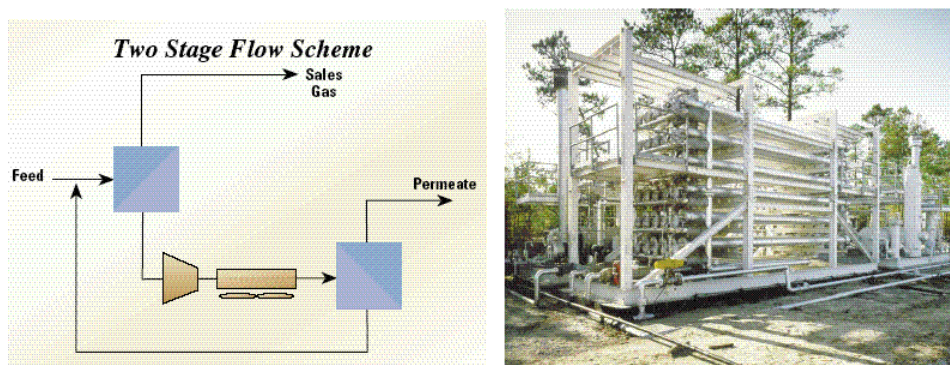 Two Stage Flow Scheme
Sales
Gas
Feed
Permeate